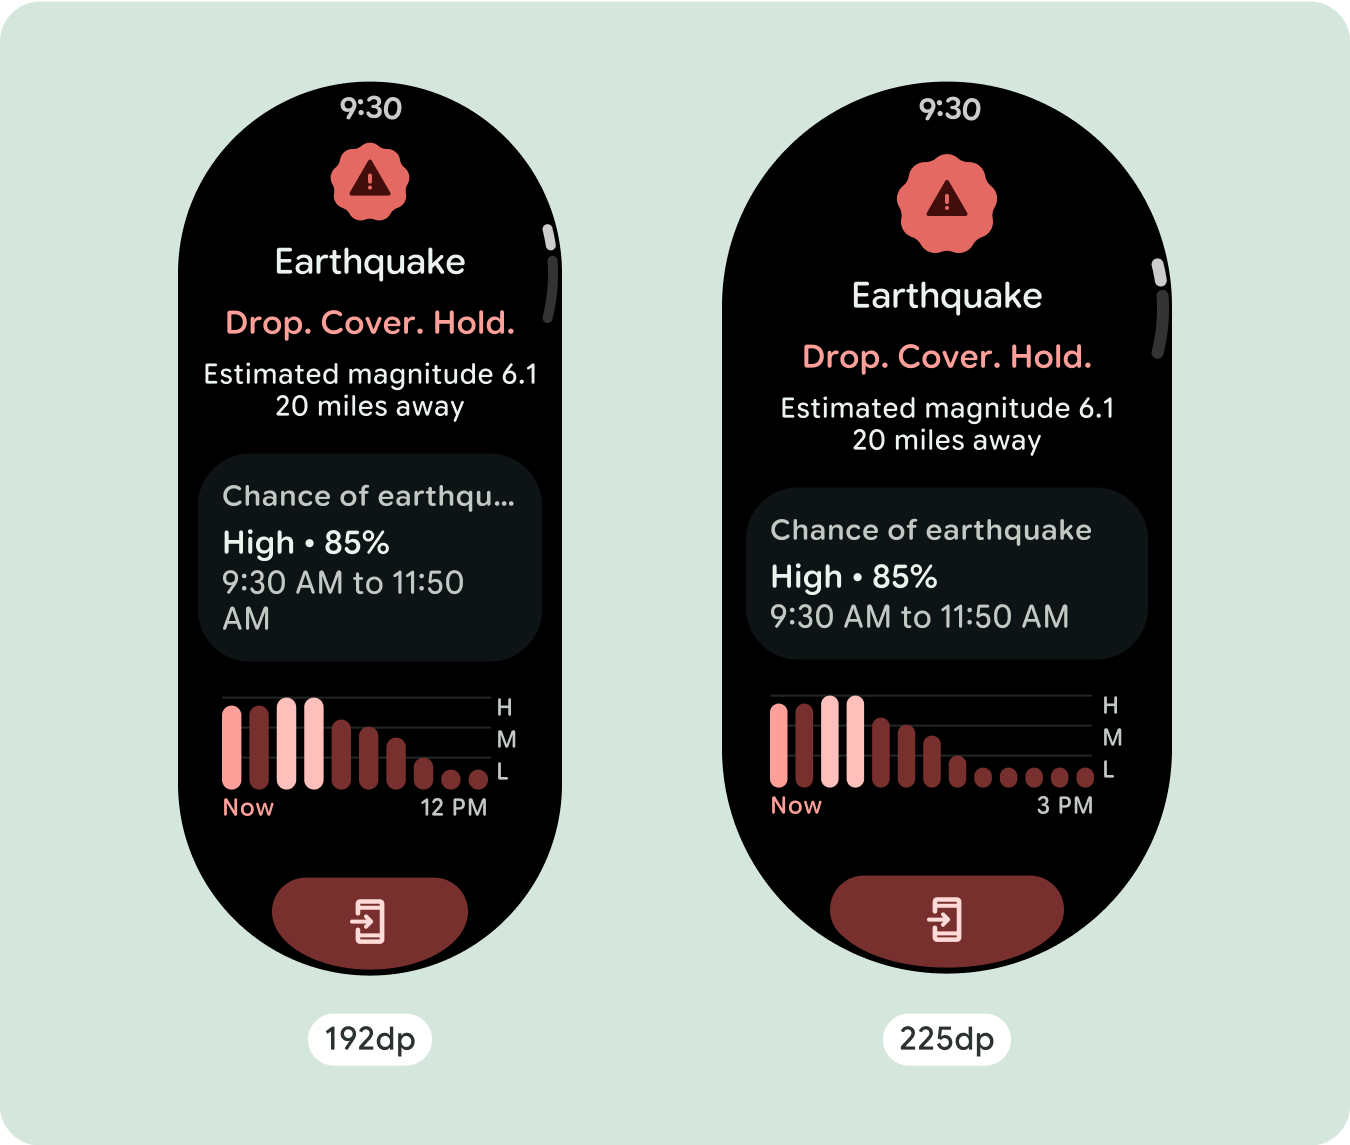 9:30
Earthquake
Drop. Cover. Hold.
Estimated magnitude 6.1
20 miles away
Chance of earthqu...
High • 85%
9:30 AM to 11:50
AM
H
M
L
Now 12 PM
192dp
9:30
Earthquake
Drop. Cover. Hold.
Estimated magnitude 6.1
20 miles away
Chance of earthquake
High • 85%
9:30 AM to 11:50 AM
H
M
L
Now 3 PM
225dp